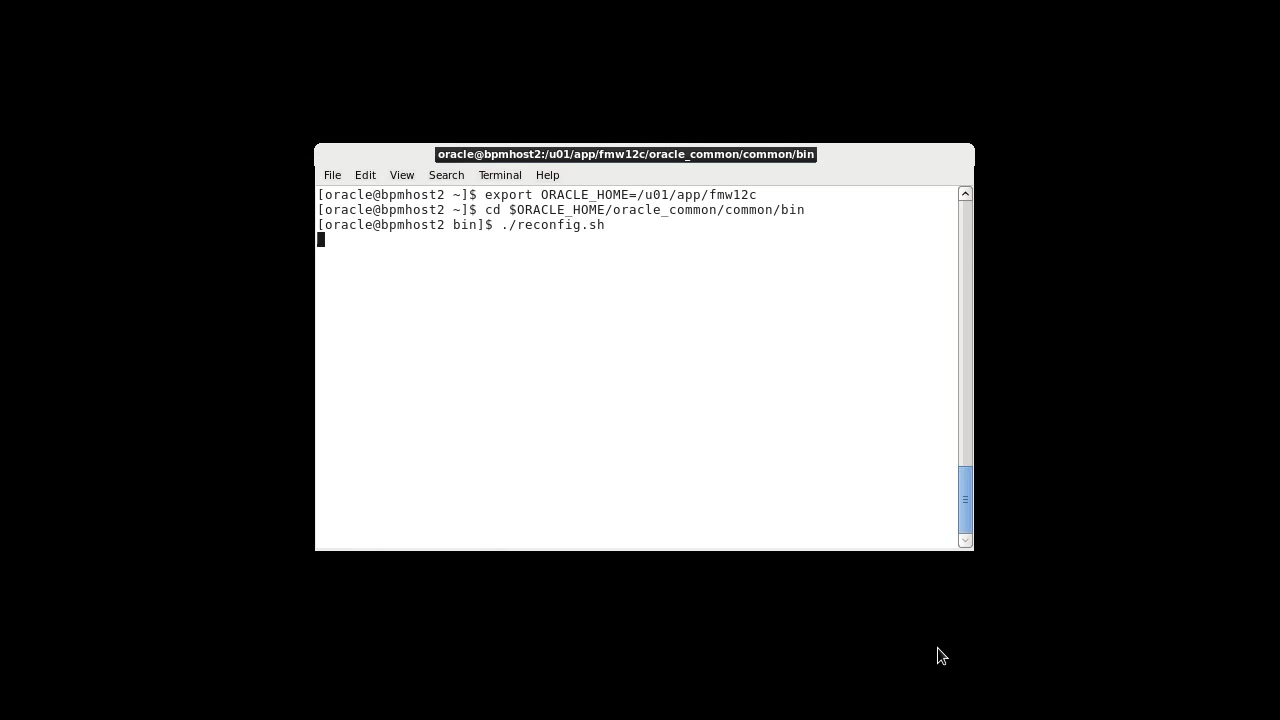 oracle@bpmhost2:/u01/app/fmw12c/oracle_common/common/bin
File Edit View Search Terminal Help
[oracle@bpmhost2 ~]$ export ORACLE_HOME=/u01/app/fmw12c
[oracle@bpmhost2 ~]$ cd $ORACLE_HOME/oracle_common/common/bin
[oracle@bpmhost2 bin]$ ./reconfig.sh